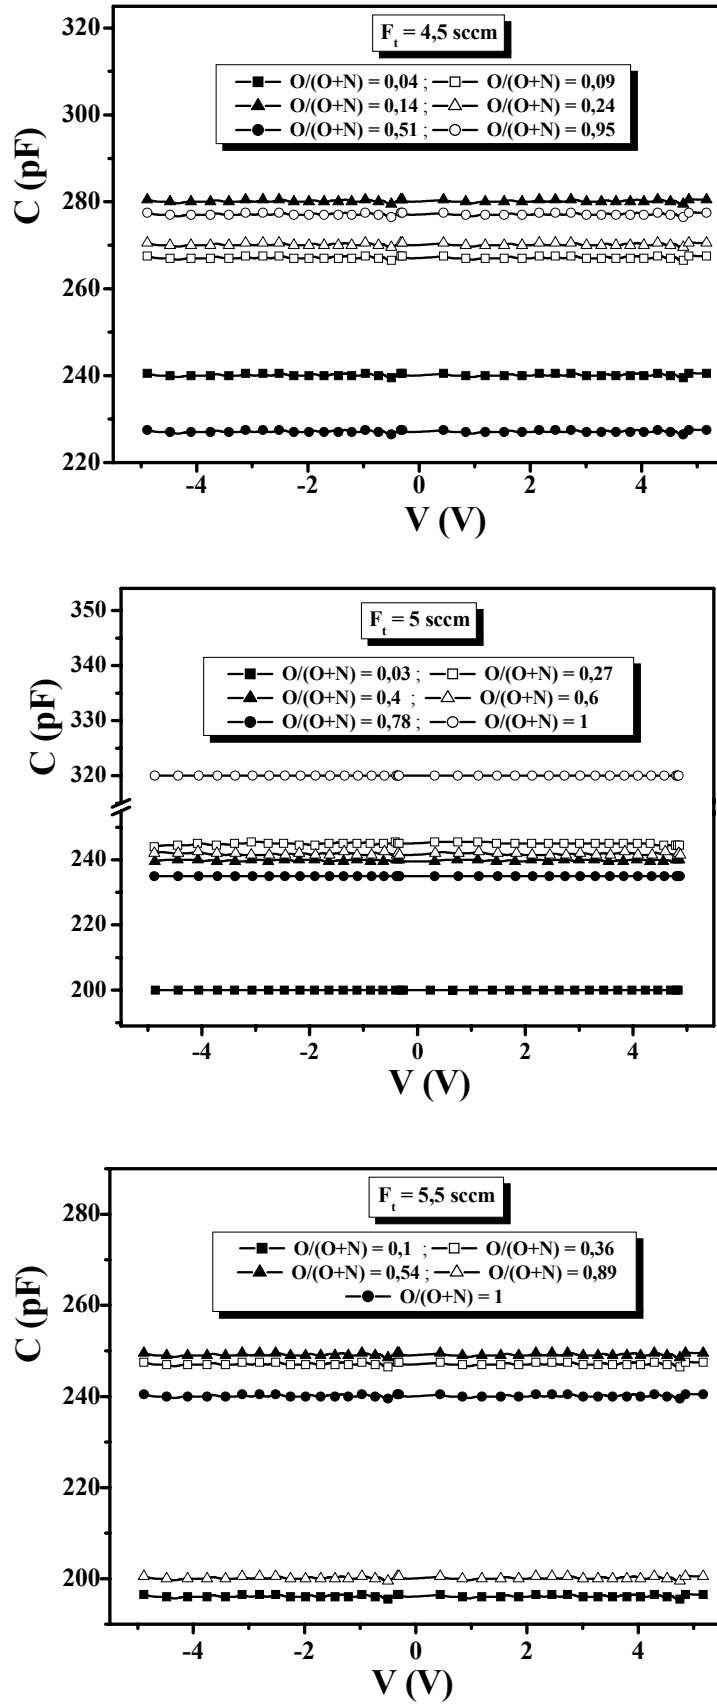 F_t = 4,5 sccm
O/(O+N) = 0,04 ; O/(O+N) = 0,09
O/(O+N) = 0,14 ; O/(O+N) = 0,24
O/(O+N) = 0,51 ; O/(O+N) = 0,95
C (pF)
320
300
280
260
240
220
-4 -2 0 2 4
V (V)
F_t = 5 sccm
O/(O+N) = 0,03 ; O/(O+N) = 0,27
O/(O+N) = 0,4 ; O/(O+N) = 0,6
O/(O+N) = 0,78 ; O/(O+N) = 1
C (pF)
350
340
330
320
240
220
200
-4 -2 0 2 4
V (V)
F_t = 5,5 sccm
O/(O+N) = 0,1 ; O/(O+N) = 0,36
O/(O+N) = 0,54 ; O/(O+N) = 0,89
O/(O+N) = 1
C (pF)
280
260
240
220
200
-4 -2 0 2 4
V (V)